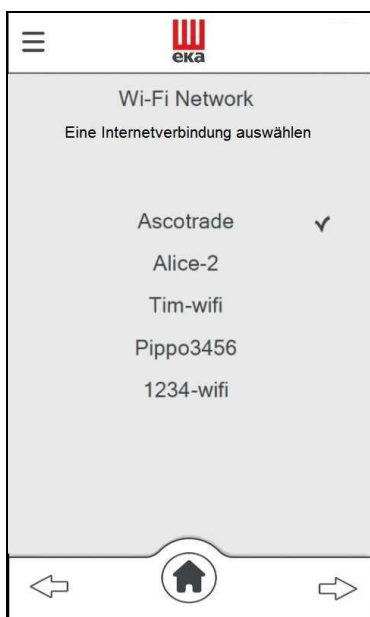 eka
Wi-Fi Network
Eine Internetverbindung auswählen
Ascotrade
Alice-2
Tim-wifi
Pippo3456
1234-wifi